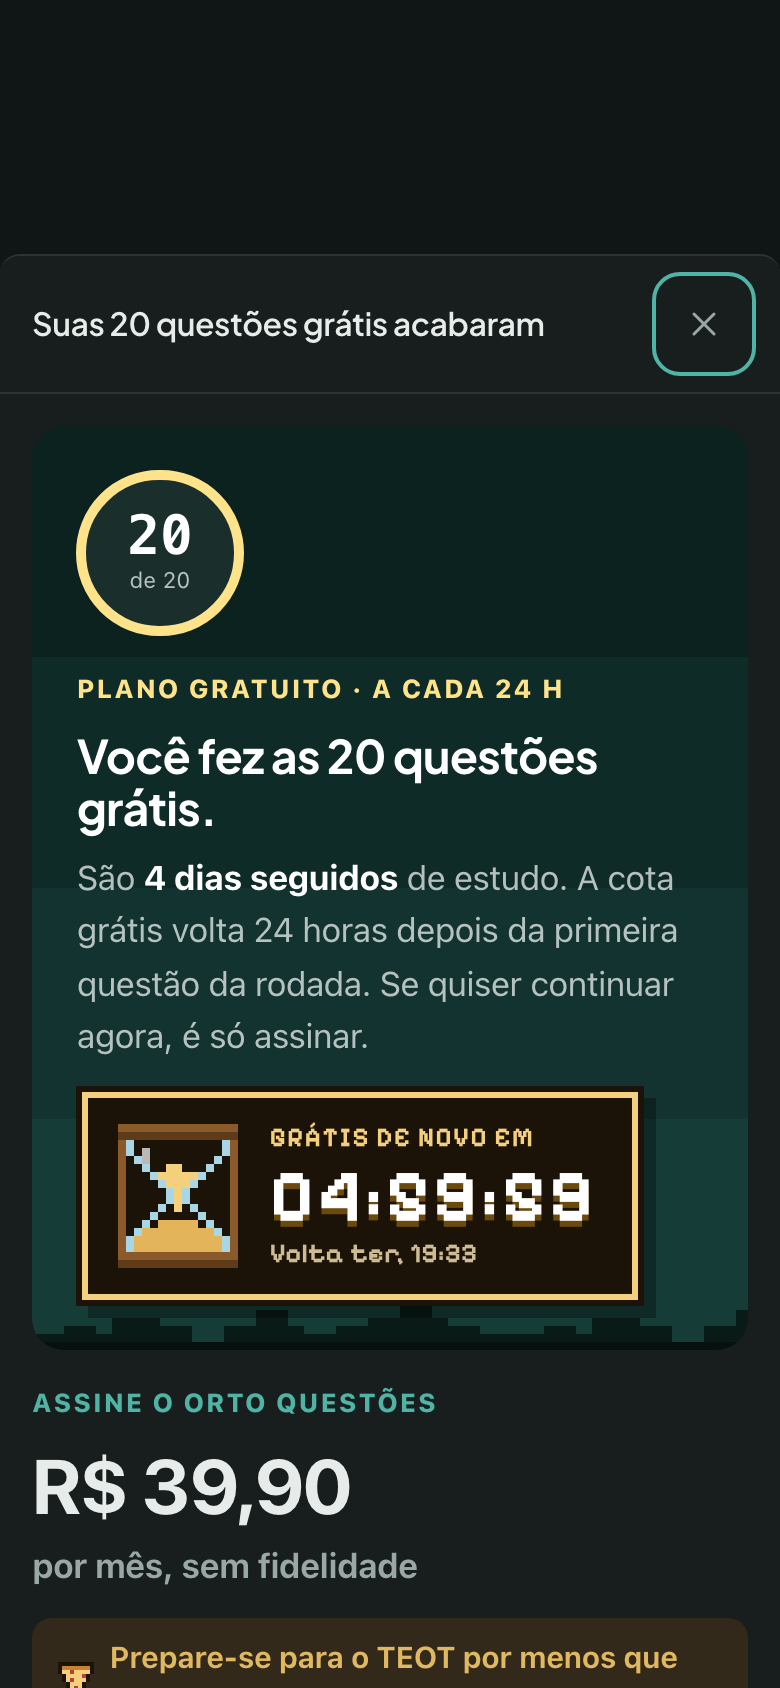 Suas 20 questões grátis acabaram
20
de 20
PLANO GRATUITO · A CADA 24 H
Você fez as 20 questões
grátis.
São 4 dias seguidos de estudo. A cota
grátis volta 24 horas depois da primeira
questão da rodada. Se quiser continuar
agora, é só assinar.
GRÁTIS DE NOVO EM
04:59:59
Volta ter, 19:33
ASSINE O ORTO QUESTÕES
R$ 39,90
por mês, sem fidelidade
Prepare-se para o TEOT por menos que